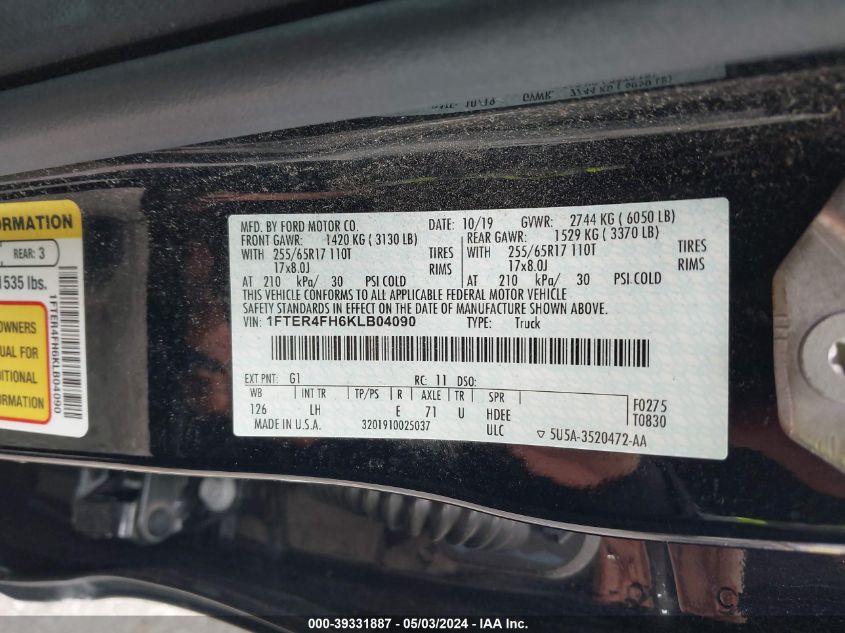 ORMATION
REAR: 3
1535 lbs.
OWNERS
UAL FOR
DITIONAL
FORMATION
1FTER4FH6KLB04090
MFD. BY FORD MOTOR CO. DATE: 10/19 GVWR: 2744 KG ( 6050 LB)
FRONT GAWR: 1420 KG ( 3130 LB) REAR GAWR: 1529 KG ( 3370 LB)
WITH 255/65R17 110T TIRES WITH 255/65R17 110T TIRES
17x8.0J RIMS 17x8.0J RIMS
AT 210 kPa/ 30 PSI COLD AT 210 kPa/ 30 PSI COLD
THIS VEHICLE CONFORMS TO ALL APPLICABLE FEDERAL MOTOR VEHICLE
SAFETY STANDARDS IN EFFECT ON THE DATE OF MANUFACTURE SHOWN ABOVE.
VIN: 1FTER4FH6KLB04090 TYPE: Truck
EXT PNT: G1 RC: 11 DSO:
WB INT TR TP/PS R AXLE TR SPR F0275
126 LH E 71 U HDEE T0830
MADE IN U.S.A. 3201910025037 ULC ▽ 5U5A-3520472-AA
000-39331887 - 05/03/2024 - IAA Inc.